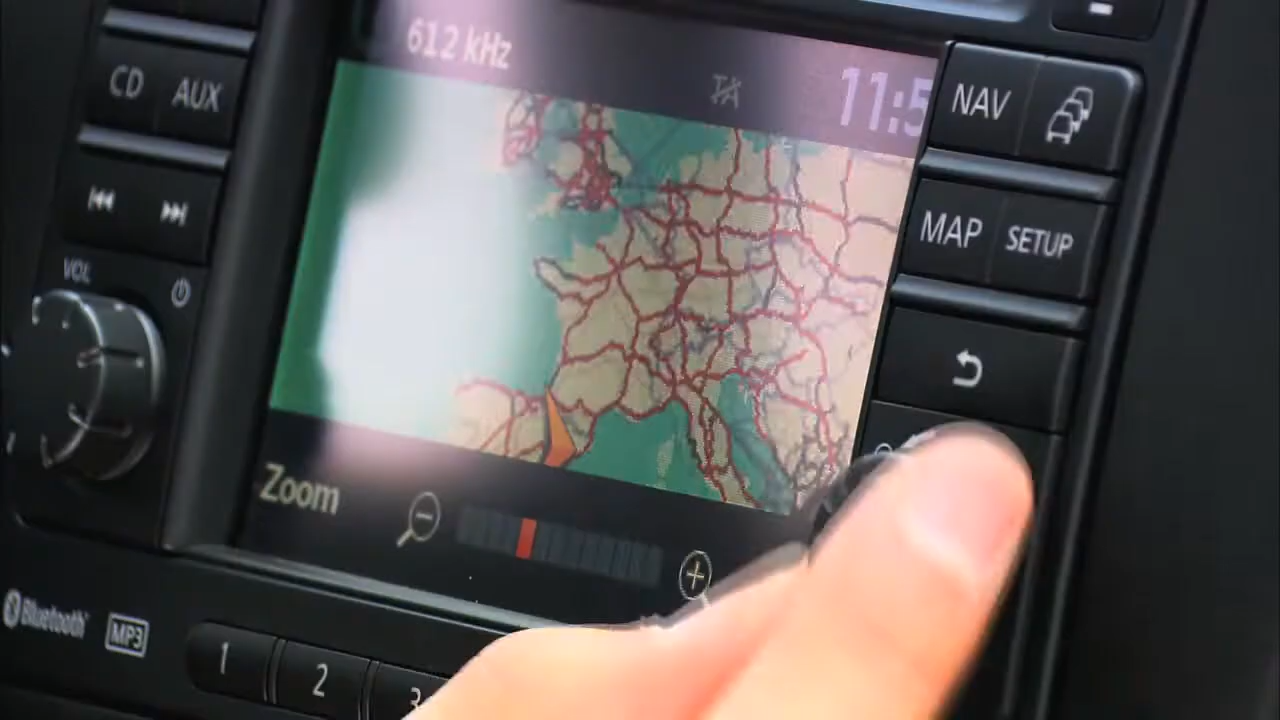 612 kHz
TA
11:5
CD AUX
NAV
MAP SETUP
VOL
Zoom
Bluetooth
MP3
1 2 3